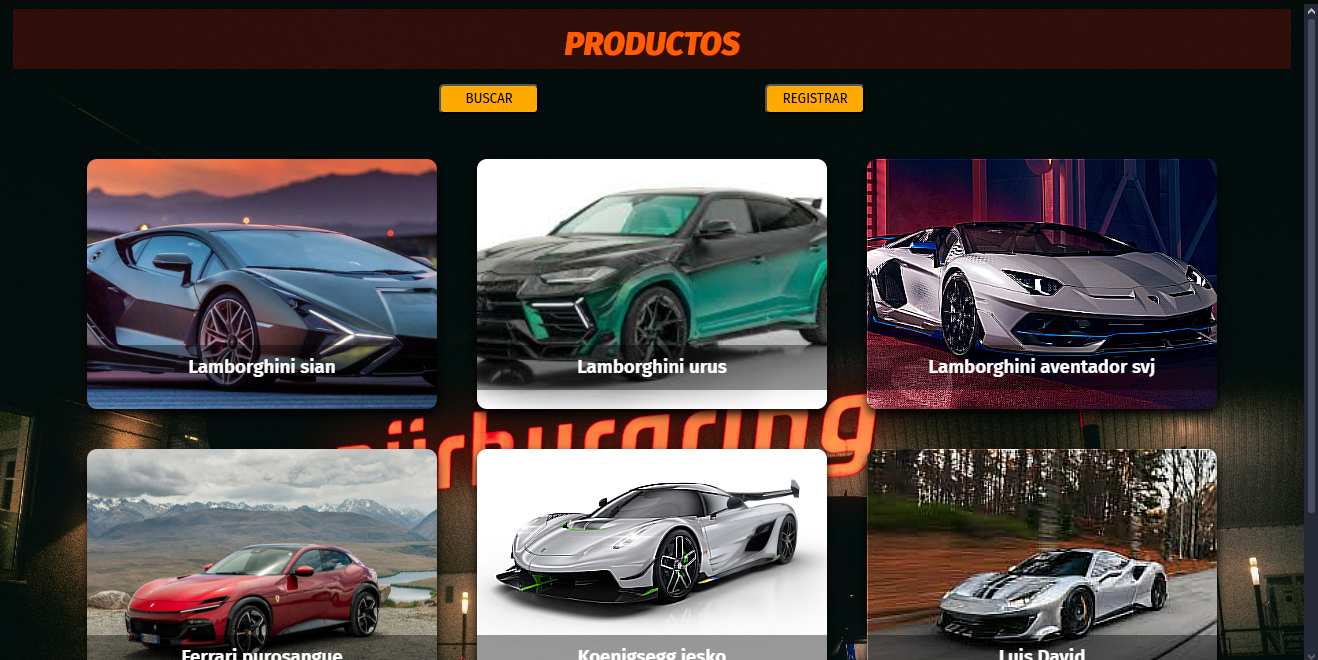 PRODUCTOS
BUSCAR
REGISTRAR
Lamborghini sian
Lamborghini urus
Lamborghini aventador svj
nürburgring
Ferrari purosangue
Koenigsegg jesko
Luis David